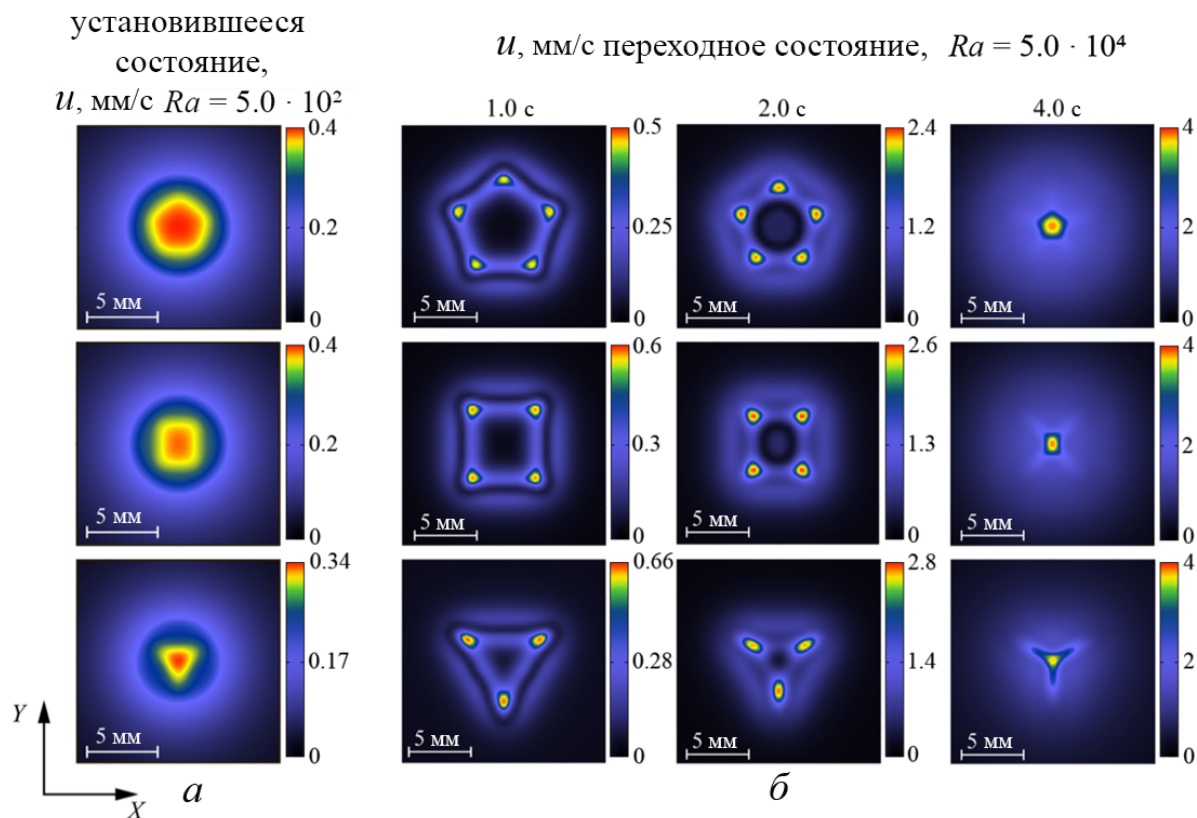 установившееся
состояние,
u, мм/с Ra = 5.0 · 10²
u, мм/с переходное состояние, Ra = 5.0 · 10⁴
1.0 с
2.0 с
4.0 с
0.4
0.2
0
5 мм
0.5
0.25
0
5 мм
2.4
1.2
0
5 мм
4
2
0
5 мм
0.4
0.2
0
5 мм
0.6
0.3
0
5 мм
2.6
1.3
0
5 мм
4
2
0
5 мм
0.34
0.17
0
5 мм
0.66
0.28
0
5 мм
2.8
1.4
0
5 мм
4
2
0
5 мм
Y
X
а
б